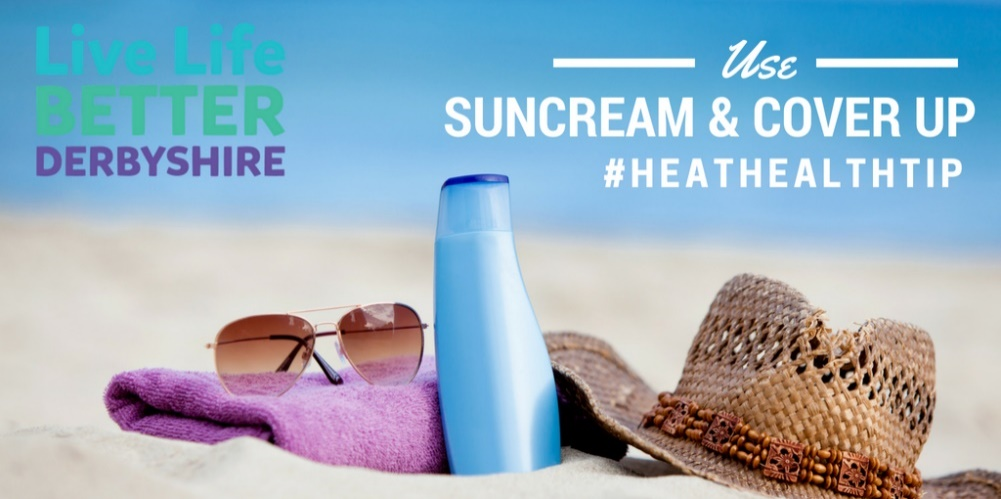 Live Life
BETTER
DERBYSHIRE
Use
SUNCREAM & COVER UP
#HEATHEALTHTIP